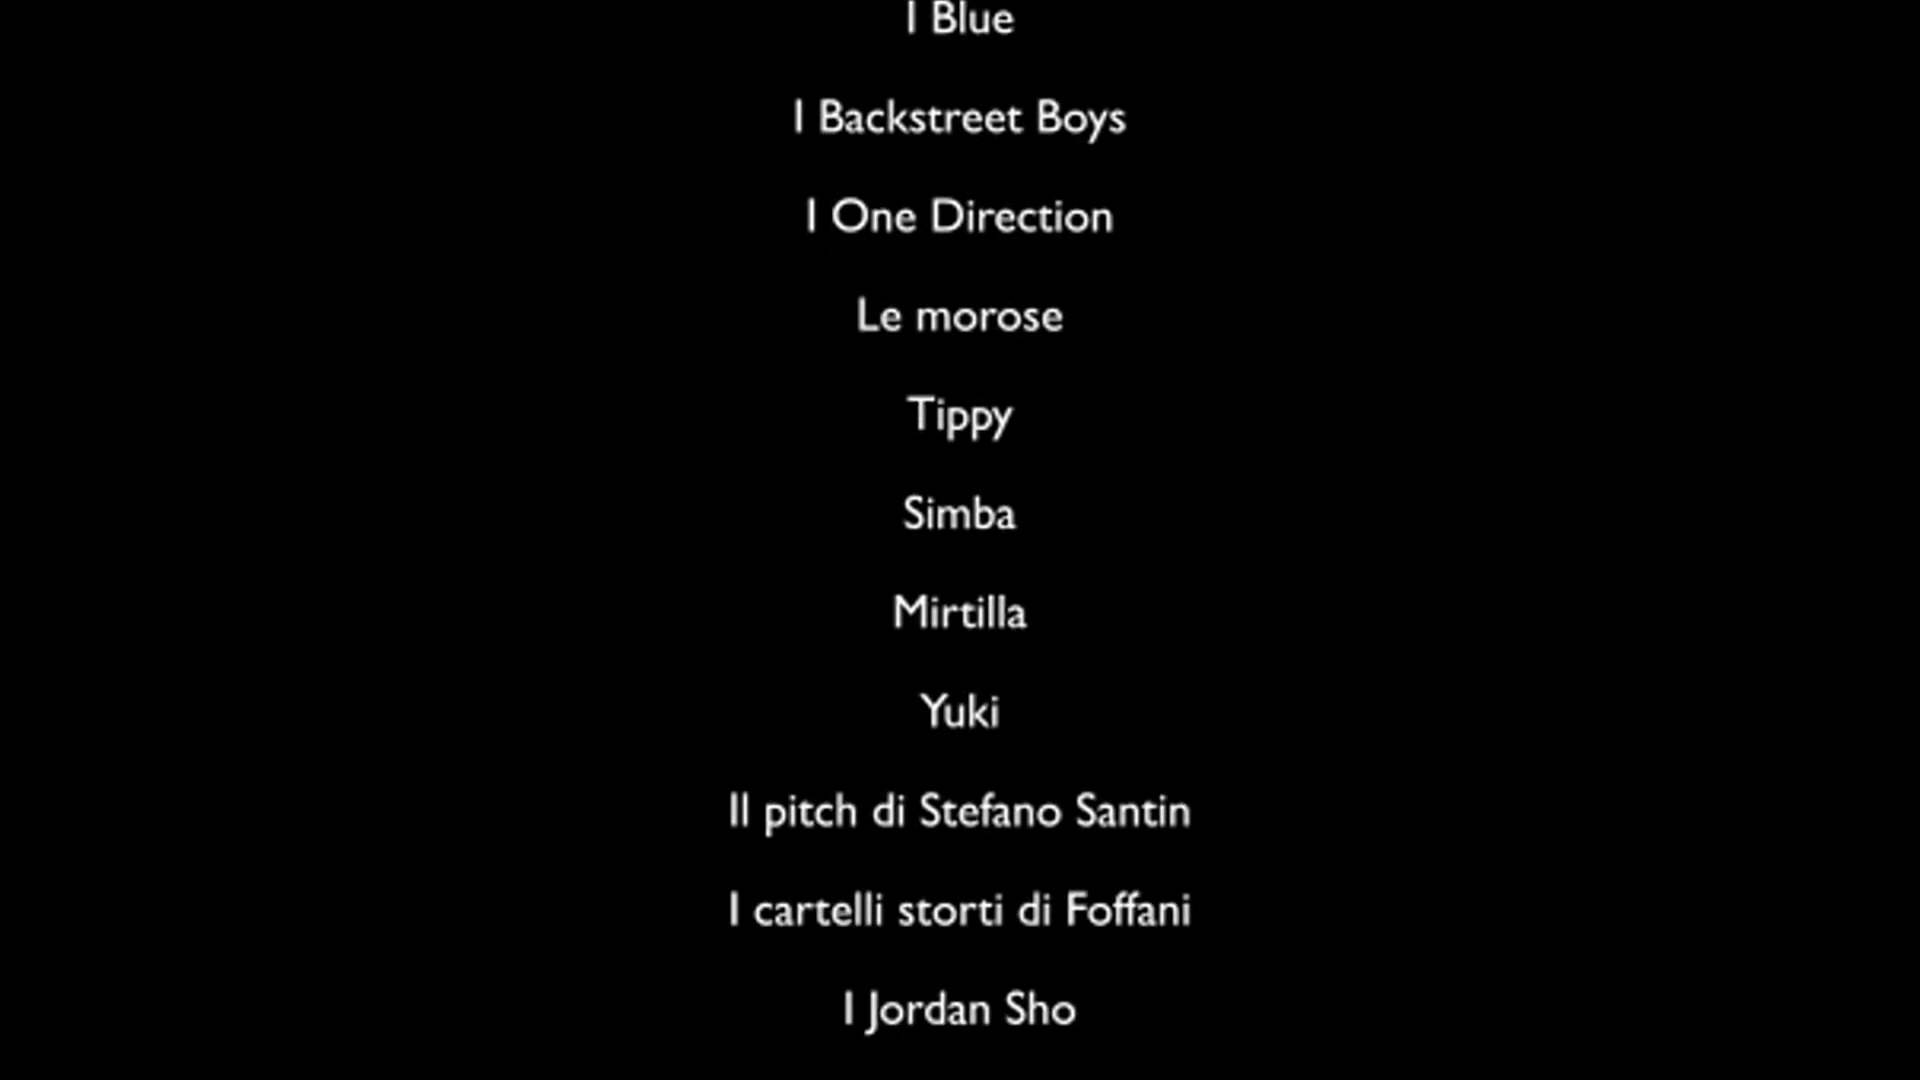 I Blue
I Backstreet Boys
I One Direction
Le morose
Tippy
Simba
Mirtilla
Yuki
Il pitch di Stefano Santin
I cartelli storti di Foffani
I Jordan Sho